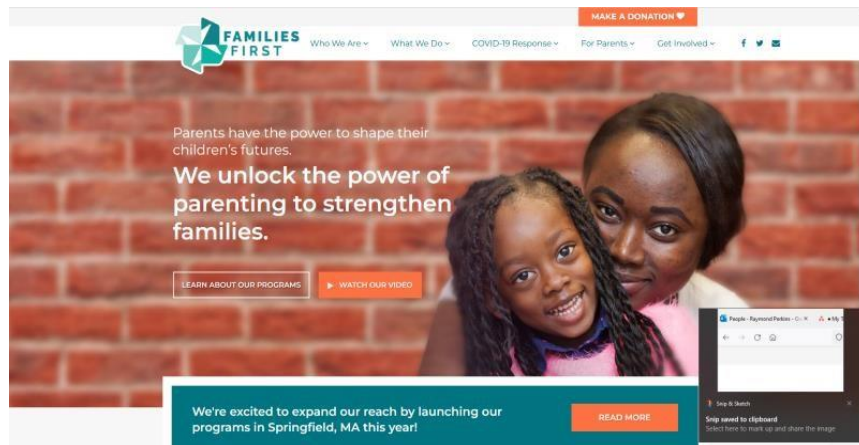 MAKE A DONATION
FAMILIES
FIRST
Who We Are
What We Do
COVID-19 Response
For Parents
Get Involved
Parents have the power to shape their
children's futures.
We unlock the power of
parenting to strengthen
families.
LEARN ABOUT OUR PROGRAMS
WATCH OUR VIDEO
People - Raymond Perkins
My
Snip & Sketch
Snip saved to clipboard
Select here to mark up and share the image
We're excited to expand our reach by launching our
programs in Springfield, MA this year!
READ MORE